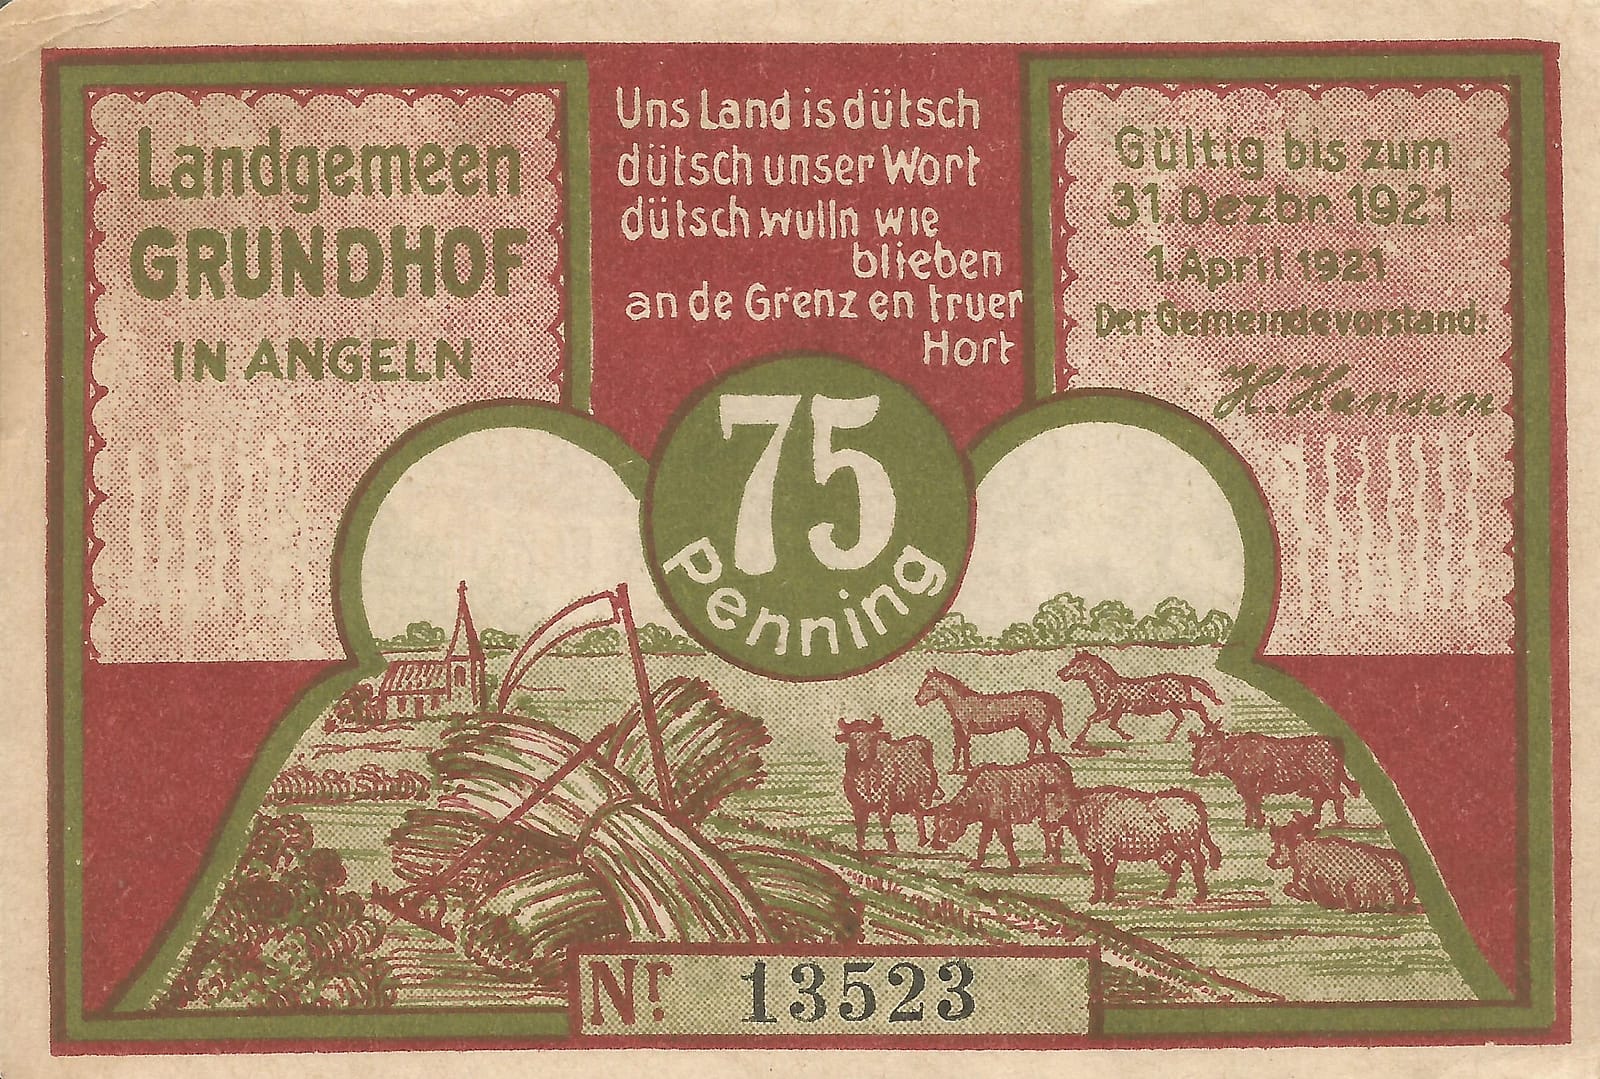 Landgemeen
GRUNDHOF
IN ANGELN
Uns Land is dütsch
dütsch unser Wort
dütsch wulln wie
blieben
an de Grenz en truer
Hort
Gültig bis zum
31. Dezbr. 1921
1. April 1921
Der Gemeindevorstand:
H. Hansen
75
Penning
Nr. 13523